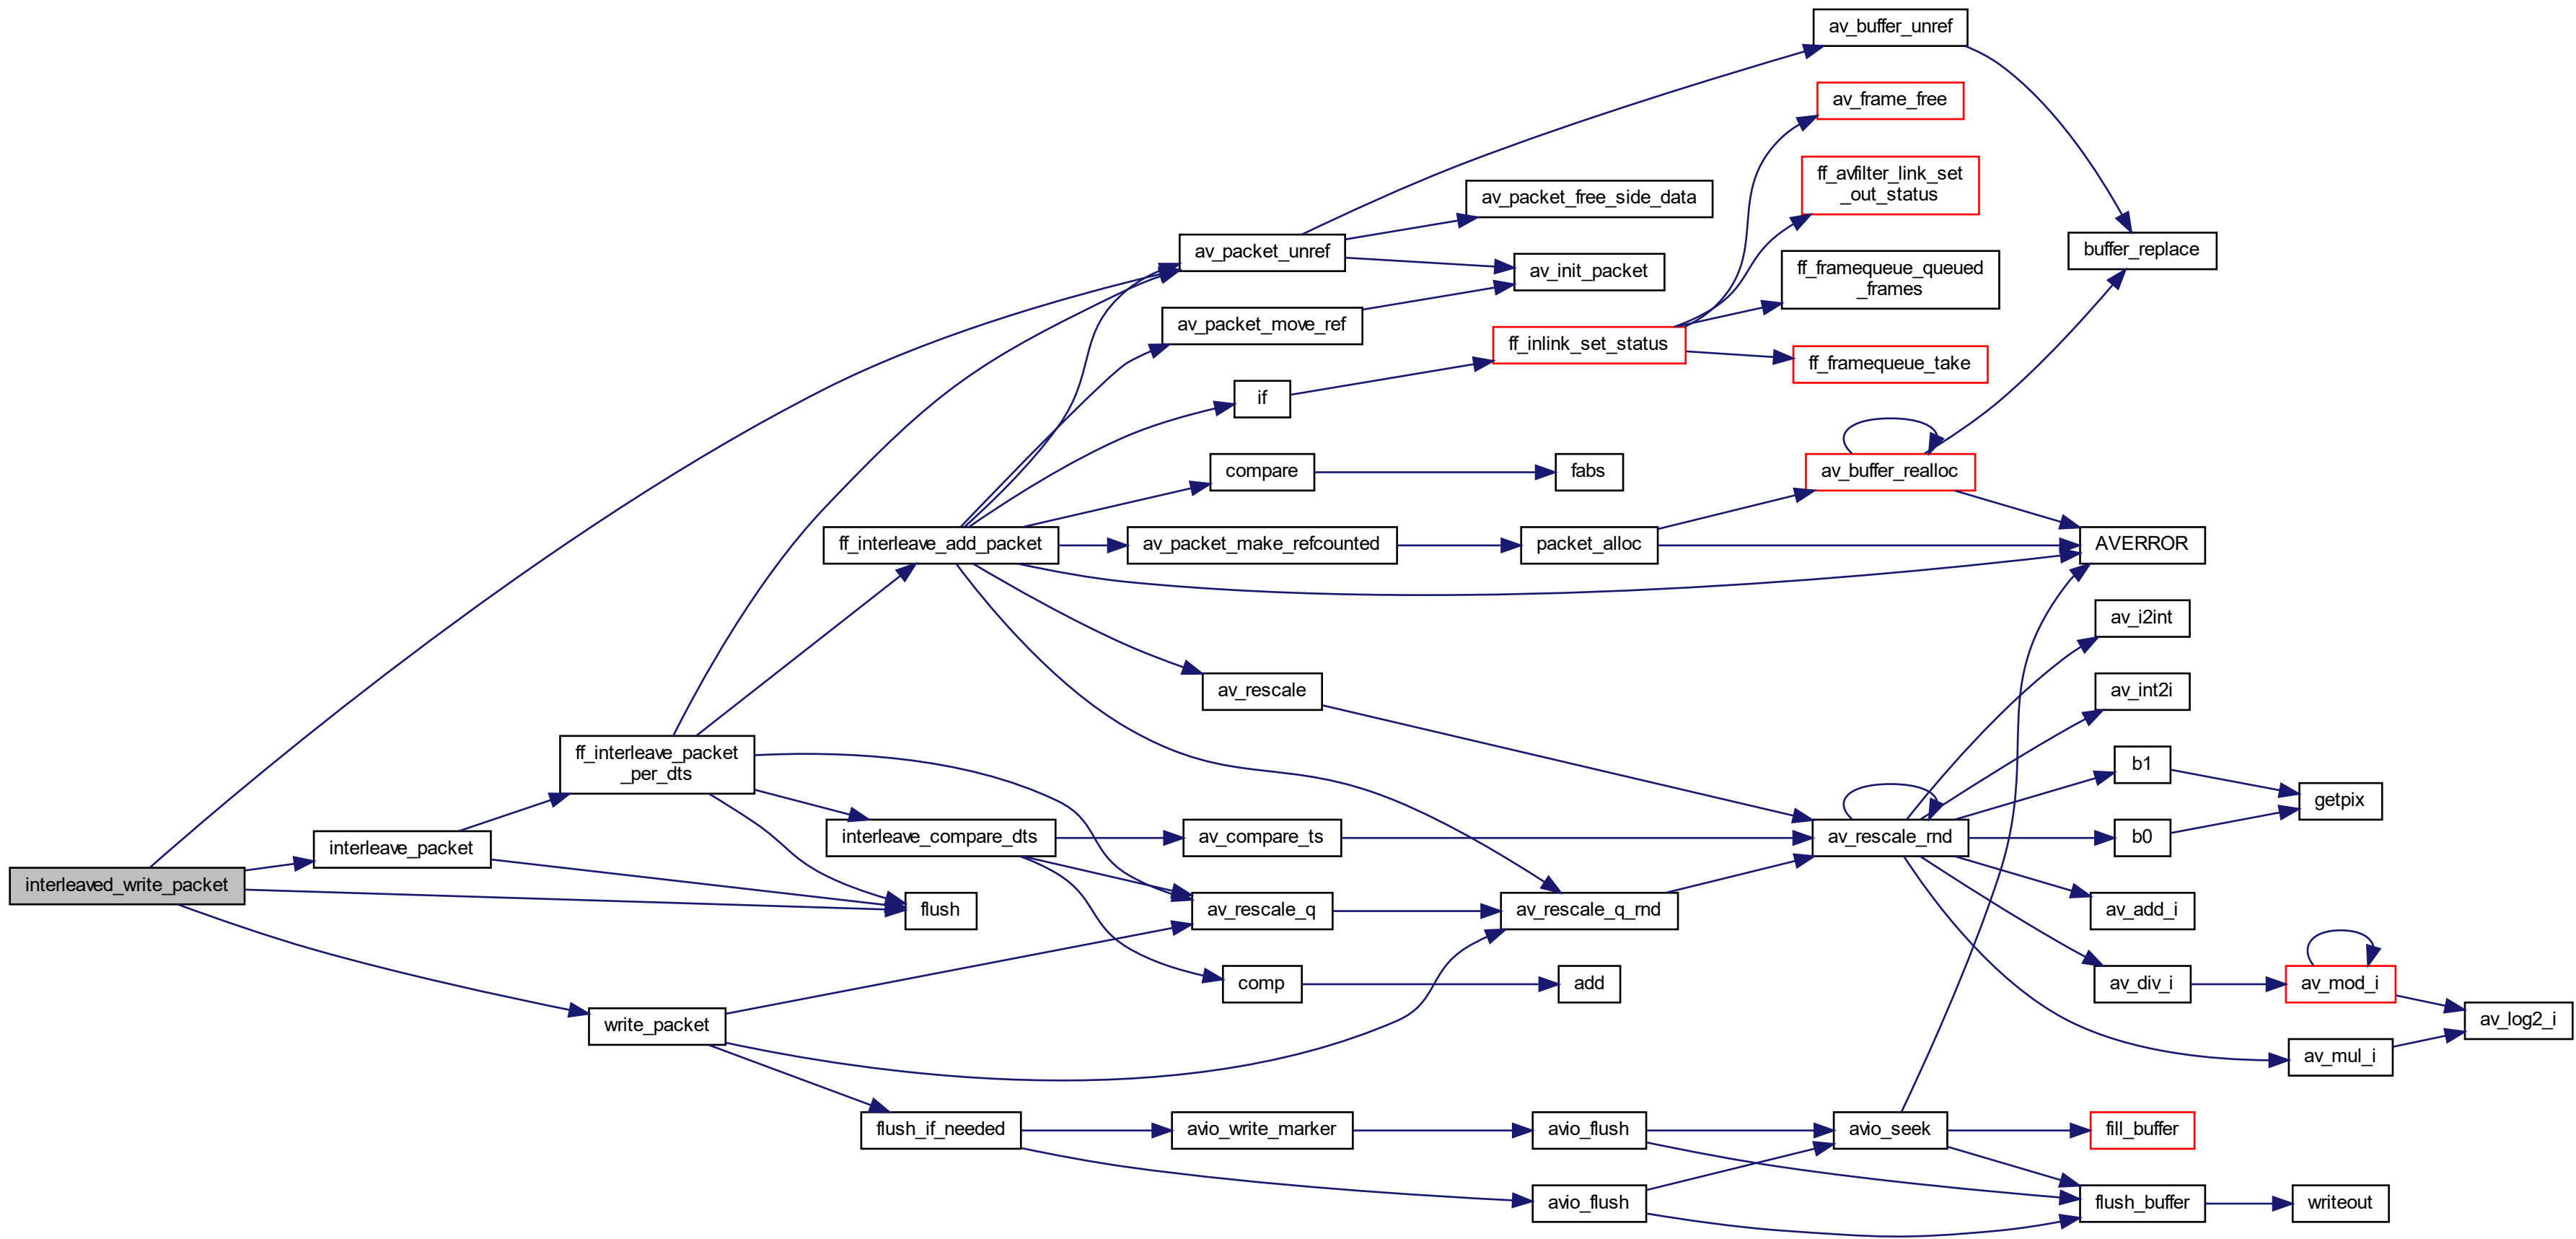 av_buffer_unref
av_frame_free
ff_avfilter_link_set
_out_status
av_packet_free_side_data
av_packet_unref
buffer_replace
av_init_packet
ff_framequeue_queued
_frames
av_packet_move_ref
ff_inlink_set_status
ff_framequeue_take
if
compare
fabs
av_buffer_realloc
ff_interleave_add_packet
av_packet_make_refcounted
packet_alloc
AVERROR
av_i2int
av_rescale
av_int2i
ff_interleave_packet
_per_dts
b1
getpix
interleave_packet
interleave_compare_dts
av_compare_ts
av_rescale_rnd
b0
interleaved_write_packet
flush
av_rescale_q
av_rescale_q_rnd
av_add_i
comp
add
av_div_i
av_mod_i
write_packet
av_log2_i
av_mul_i
flush_if_needed
avio_write_marker
avio_flush
avio_seek
fill_buffer
avio_flush
flush_buffer
writeout